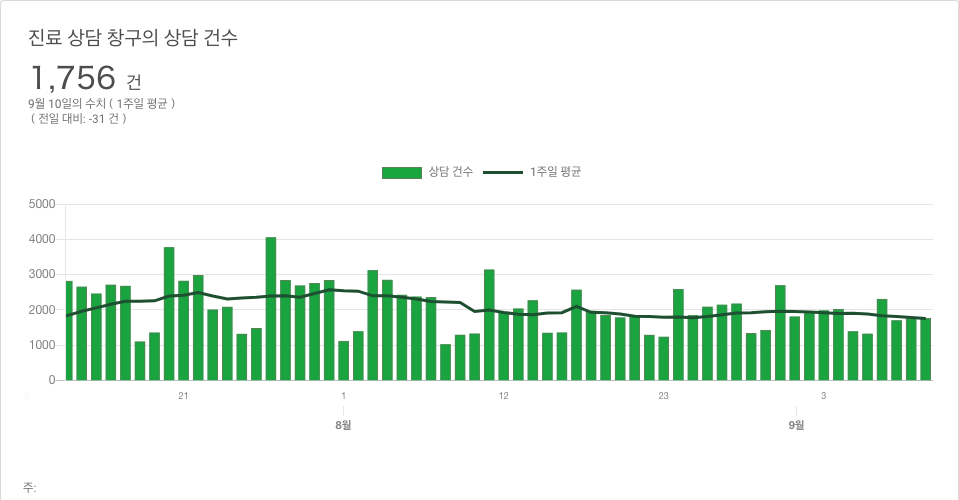 진료 상담 창구의 상담 건수
1,756 건
9월 10일의 수치 ( 1주일 평균 )
( 전일 대비: -31 건 )
상담 건수 1주일 평균
5000
4000
3000
2000
1000
0
21 1 12 23 3
8월 9월
주: